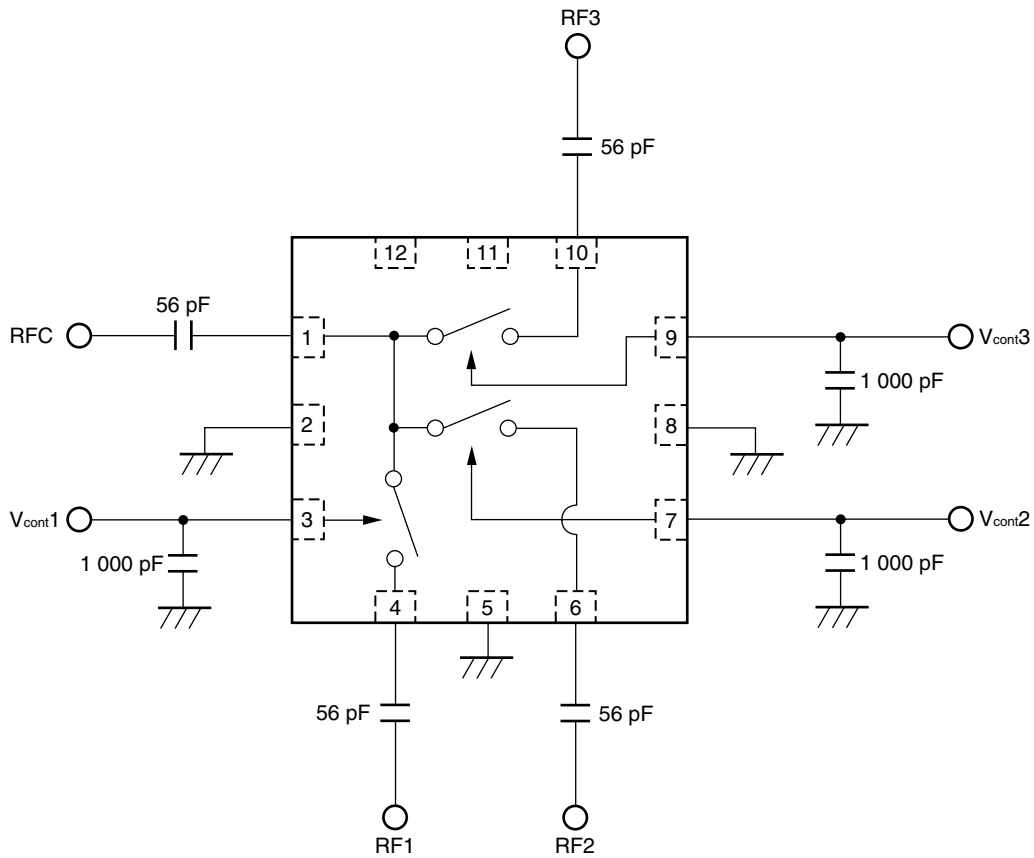 RF3
56 pF
12
11
10
56 pF
RFC
1
9
Vcont3
1 000 pF
2
8
Vcont1
3
7
Vcont2
1 000 pF
1 000 pF
4
5
6
56 pF
56 pF
RF1
RF2